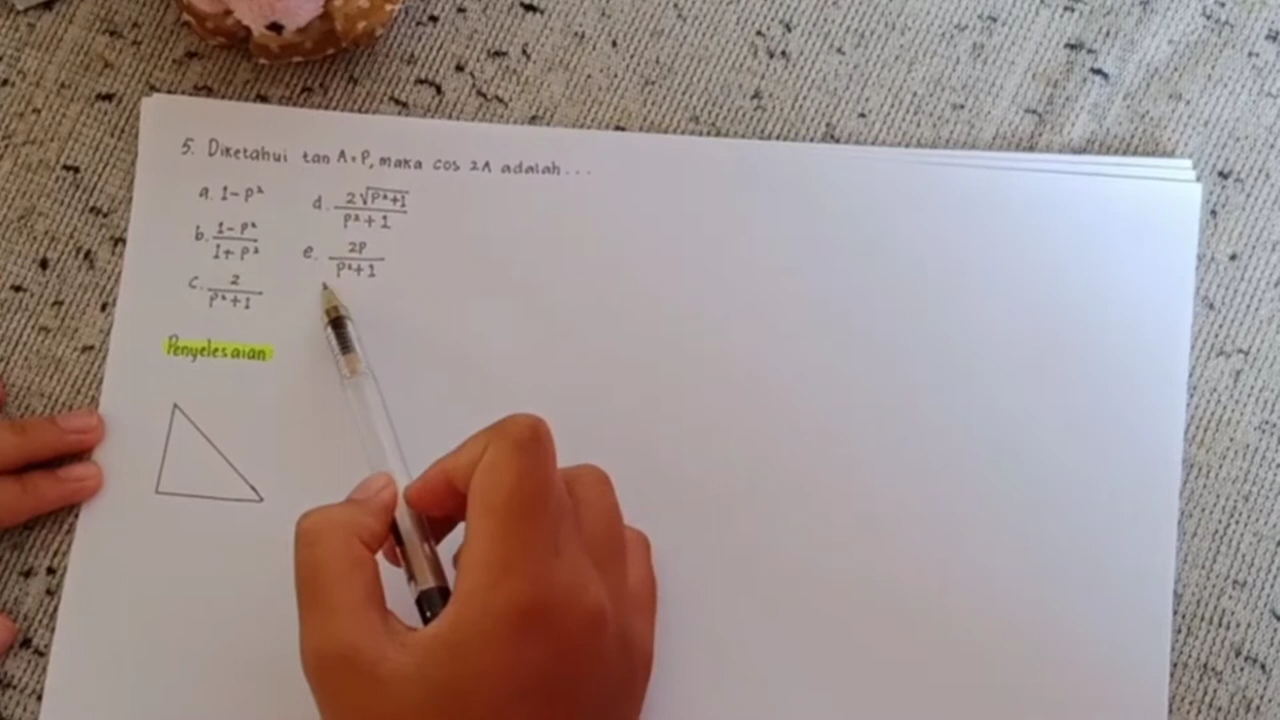 5. Diketahui tan A = P, maka cos 2A adalah...
a. 1 - P²
b. (1 - P²)/(1 + P²)
c. 2/(P² + 1)
d. 2√(P²+1)/(P² + 1)
e. 2P/(P²+1)
Penyelesaian